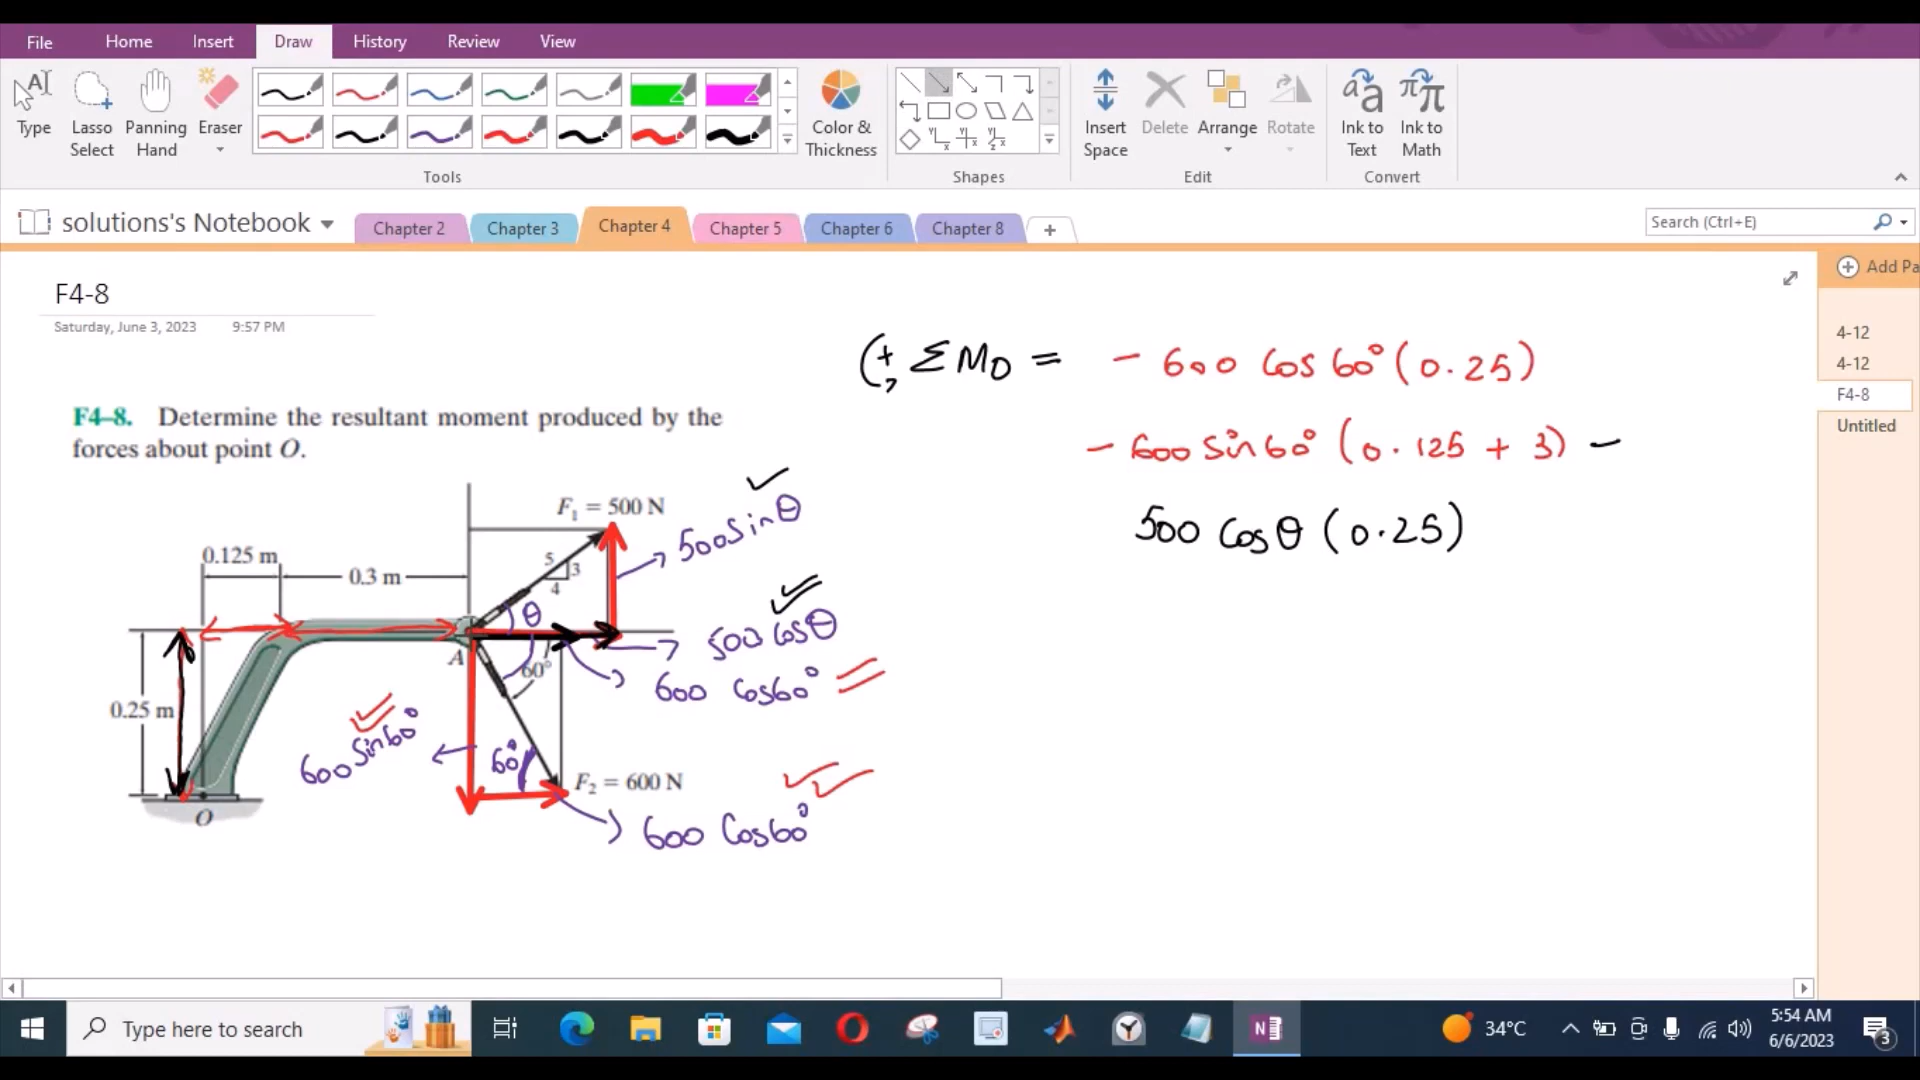 File Home Insert Draw History Review View
Type
Lasso Select
Panning Hand
Eraser
Color & Thickness
Insert Space
Delete
Arrange
Rotate
Ink to Text
Ink to Math
Tools
Shapes
Edit
Convert
solutions's Notebook
Chapter 2 Chapter 3 Chapter 4 Chapter 5 Chapter 6 Chapter 8 +
Search (Ctrl+E)
Add Pa
4-12
4-12
F4-8
Untitled
F4-8
Saturday, June 3, 2023 9:57 PM
F4–8. Determine the resultant moment produced by the
forces about point O.
F₁ = 500 N
0.125 m
0.3 m
5
3
4
θ
A
60°
0.25 m
60°
F₂ = 600 N
O
500 sin θ
500 cos θ
600 cos60°
600 sin60°
600 Cos60°
(+ ΣMO = - 600 cos 60° (0.25)
- 600 sin 60° (0.125 + 3) -
500 cos θ (0.25)
Type here to search
34°C
5:54 AM
6/6/2023
3